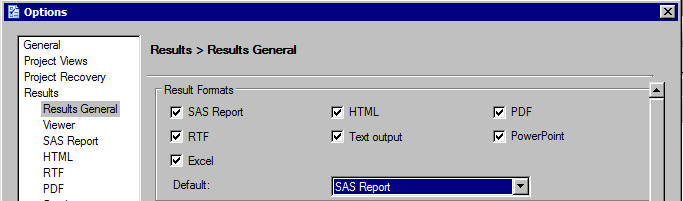 Options
General
Project Views
Project Recovery
Results
Results General
Viewer
SAS Report
HTML
RTF
PDF
Results > Results General
Result Formats
SAS Report HTML PDF
RTF Text output PowerPoint
Excel
Default: SAS Report